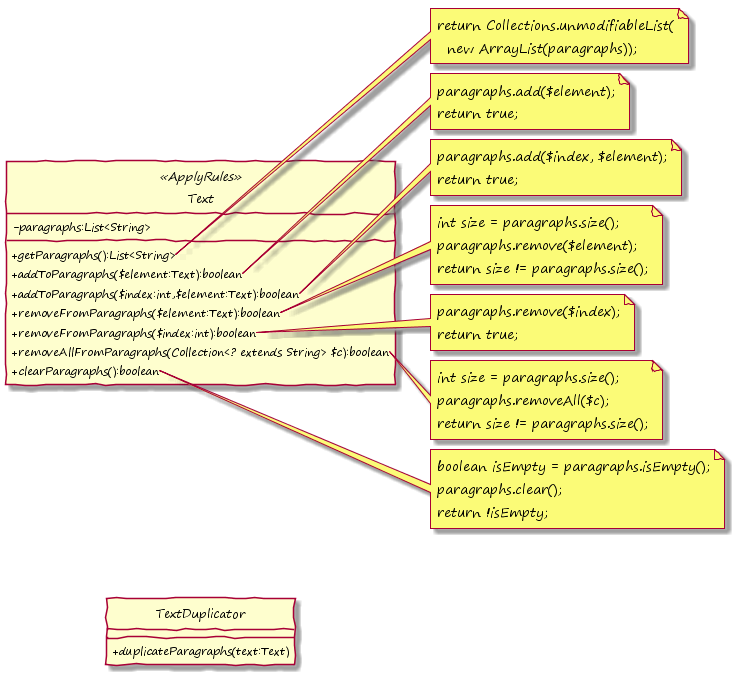 return Collections.unmodifiableList(
new ArrayList(paragraphs));
paragraphs.add($element);
return true;
paragraphs.add($index, $element);
return true;
int size = paragraphs.size();
paragraphs.remove($element);
return size != paragraphs.size();
paragraphs.remove($index);
return true;
int size = paragraphs.size();
paragraphs.removeAll($c);
return size != paragraphs.size();
boolean isEmpty = paragraphs.isEmpty();
paragraphs.clear();
return !isEmpty;
«ApplyRules»
Text
-paragraphs:List<String>
+getParagraphs():List<String>
+addToParagraphs($element:Text):boolean
+addToParagraphs($index:int,$element:Text):boolean
+removeFromParagraphs($element:Text):boolean
+removeFromParagraphs($index:int):boolean
+removeAllFromParagraphs(Collection<? extends String> $c):boolean
+clearParagraphs():boolean
TextDuplicator
+duplicateParagraphs(text:Text)